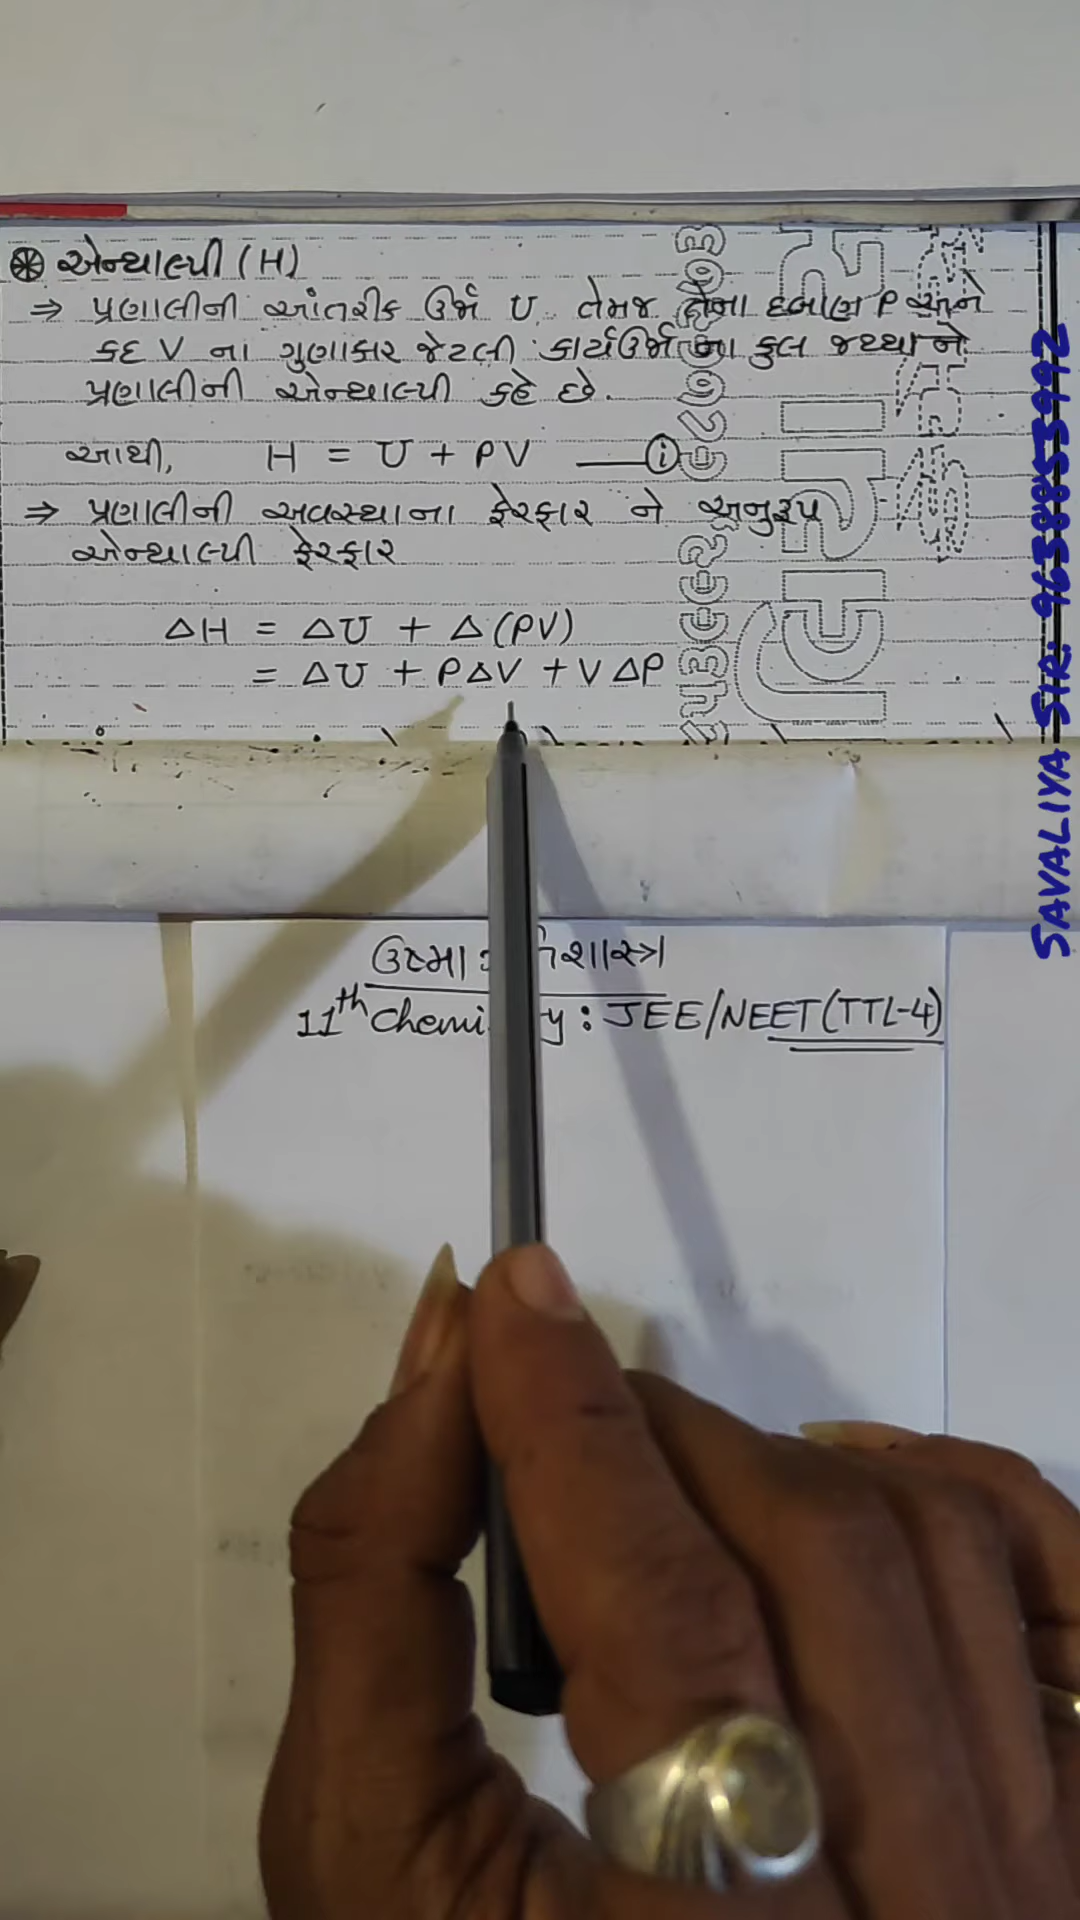 ⊛ એન્થાલ્પી (H)
⇒ પ્રણાલીની આંતરીક ઉર્જા U તેમજ તેના દબાણ P અને
કદ V ના ગુણાકાર જેટલી કાર્યઉર્જા ના કુલ જથ્થા ને
પ્રણાલીની એન્થાલ્પી કહે છે.
આથી, H = U + PV —— (i)
⇒ પ્રણાલીની અવસ્થાના ફેરફાર ને અનુરૂપ
એન્થાલ્પી ફેરફાર
ΔH = ΔU + Δ(PV)
= ΔU + PΔV + VΔP
11th Chemi y : JEE/NEET(TTL-4)
SAVALIYA SIR: 9638853992